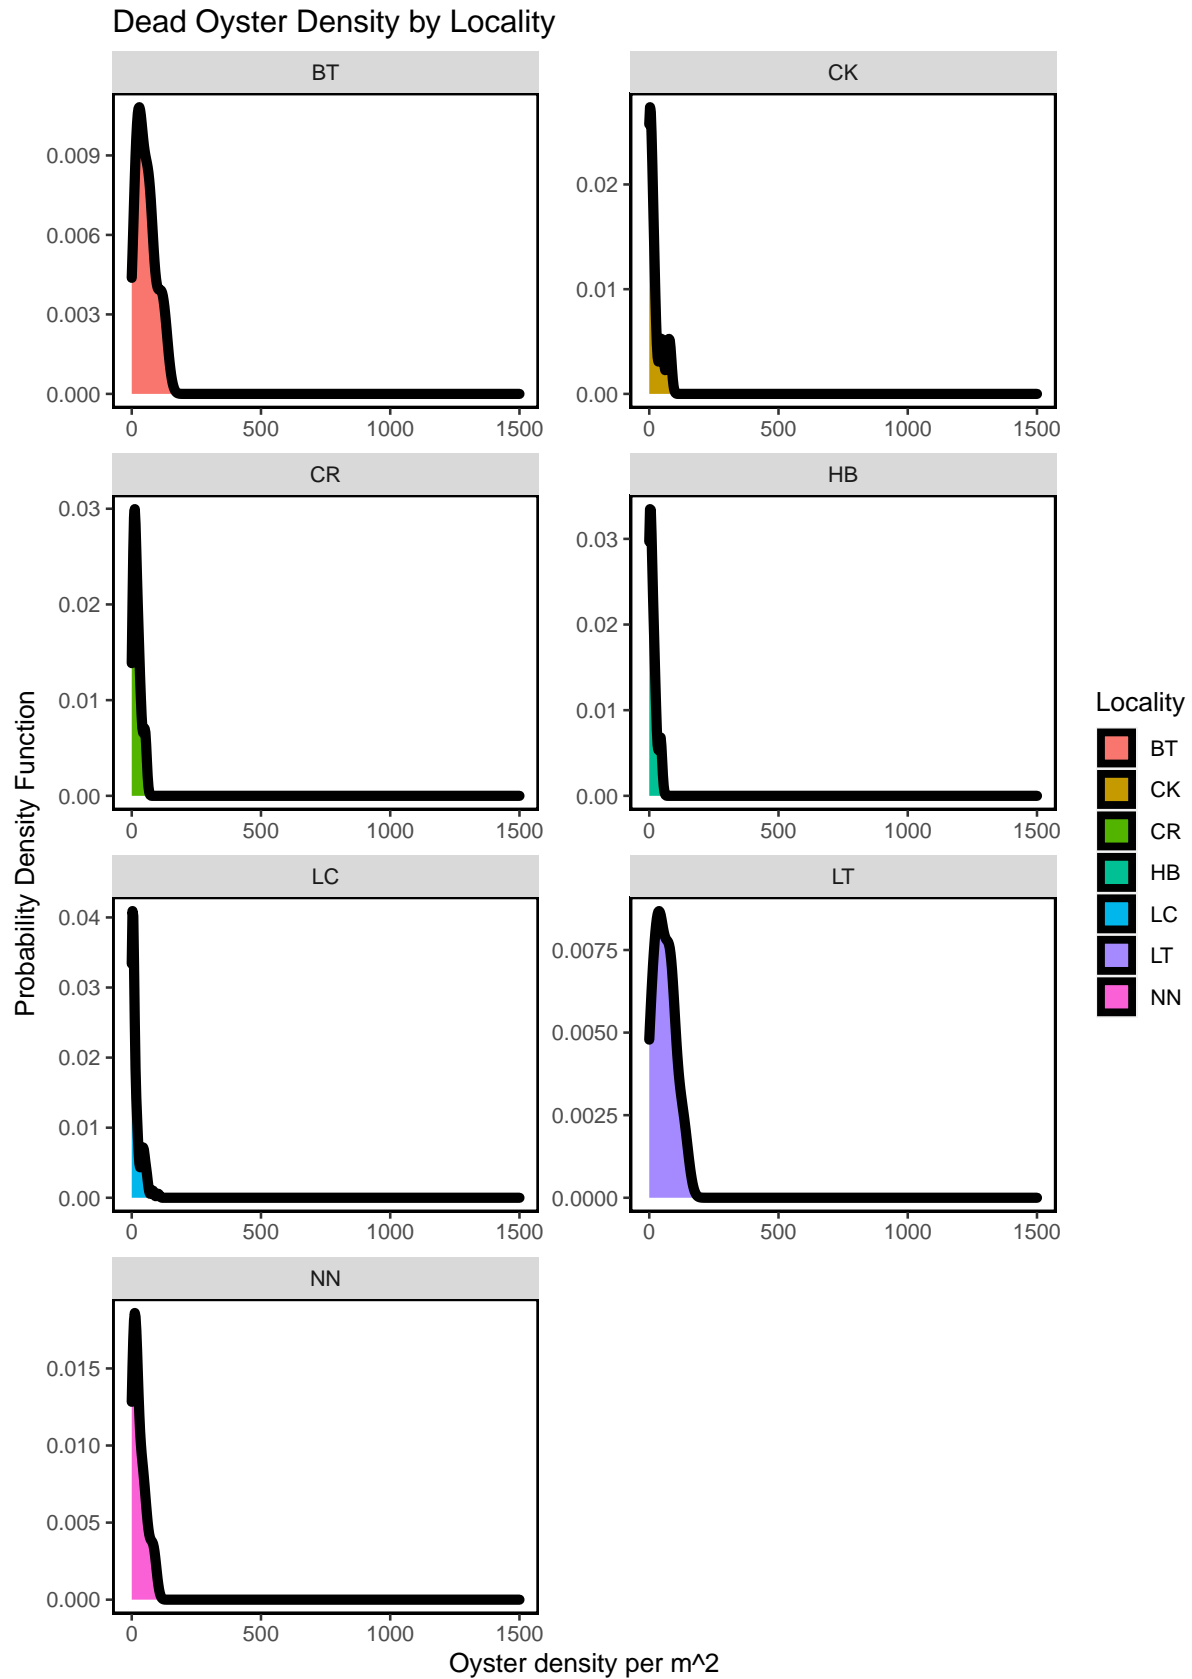 Dead Oyster Density by Locality
BT
CK
0.009
0.006
0.003
0.000
0.02
0.01
0.00
0 500 1000 1500
0 500 1000 1500
CR
HB
0.03
0.02
0.01
0.00
0.03
0.02
0.01
0.00
0 500 1000 1500
0 500 1000 1500
LC
LT
0.04
0.03
0.02
0.01
0.00
0.0075
0.0050
0.0025
0.0000
0 500 1000 1500
0 500 1000 1500
NN
0.015
0.010
0.005
0.000
0 500 1000 1500
Probability Density Function
Oyster density per m^2
Locality
BT
CK
CR
HB
LC
LT
NN